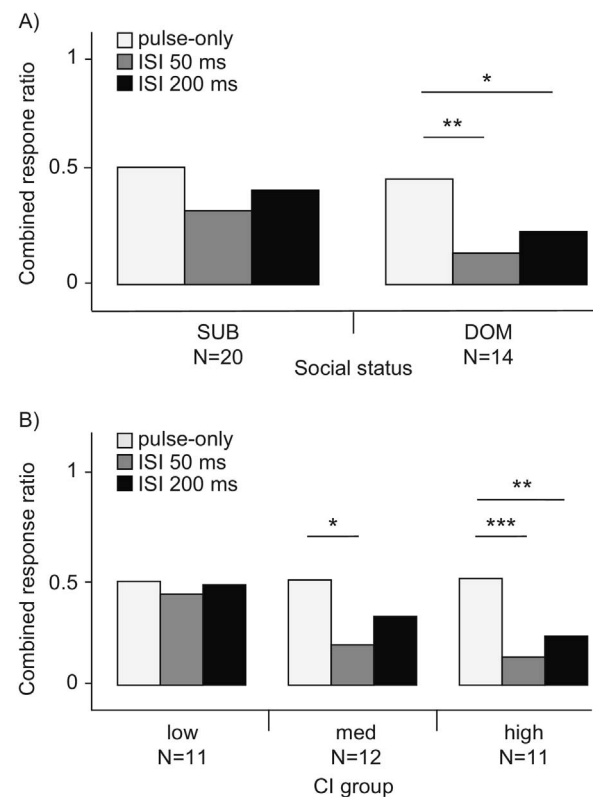 A)
Combined respone ratio
pulse-only
ISI 50 ms
ISI 200 ms
1
0.5
0
*
**
SUB
DOM
N=20
N=14
Social status
B)
Combined response ratio
pulse-only
ISI 50 ms
ISI 200 ms
1
0.5
0
*
**
***
low
med
high
N=11
N=12
N=11
CI group